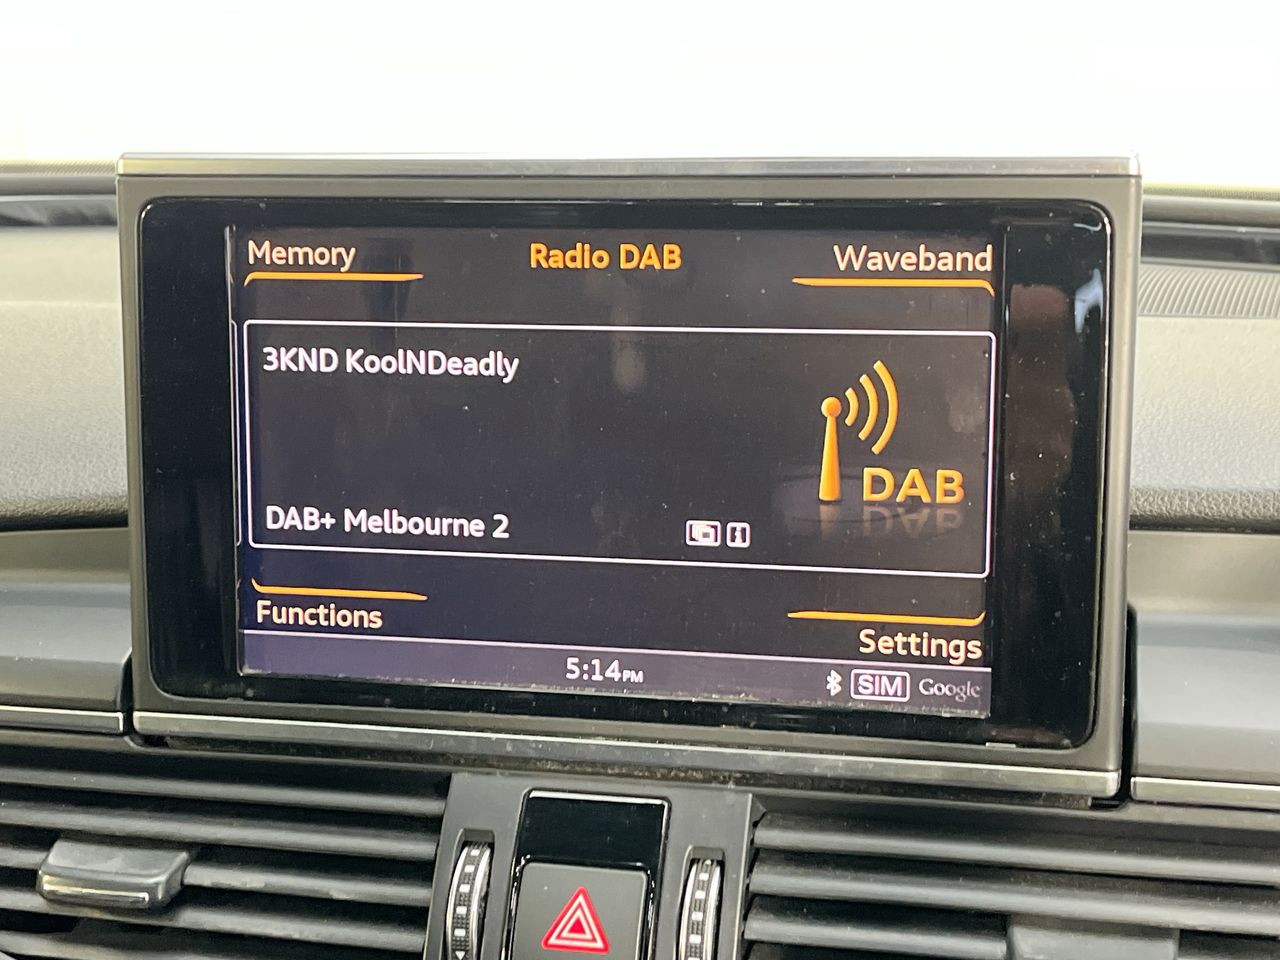 Memory
Radio DAB
Waveband
3KND KoolNDeadly
DAB
DAB+ Melbourne 2
Functions
Settings
5:14PM
SIM Google